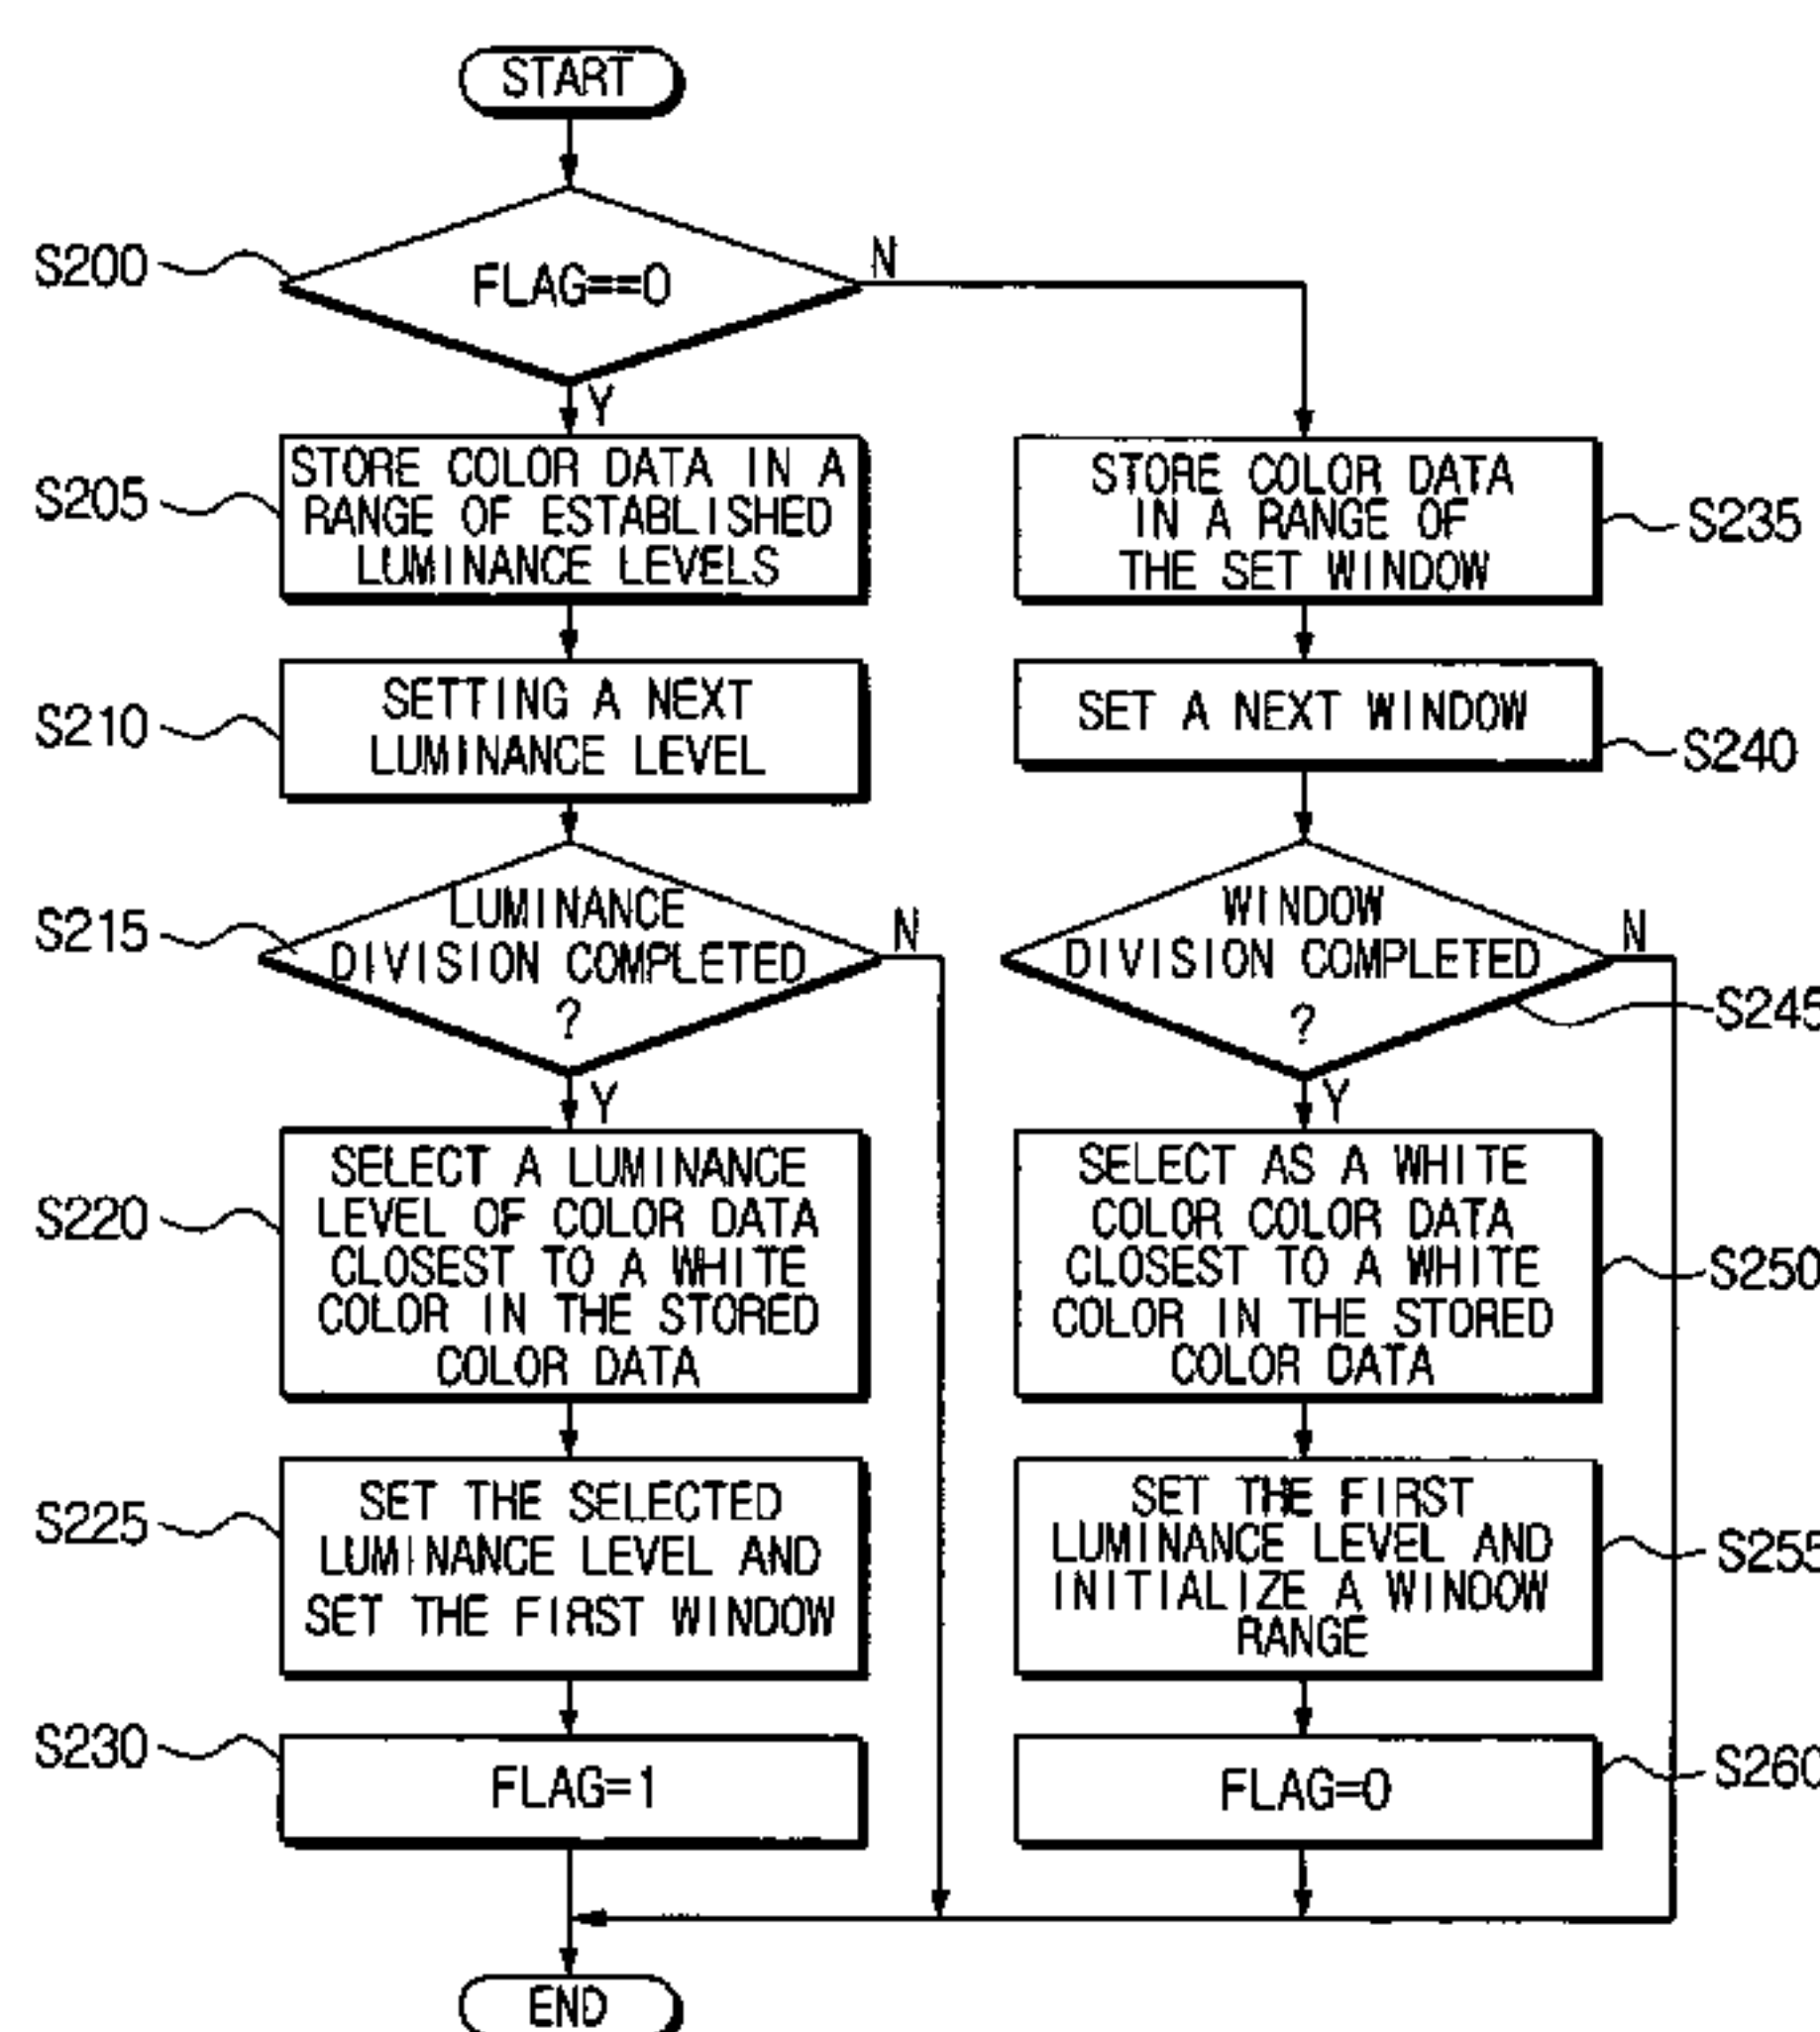 START
S200
FLAG==0
N
Y
S205
STORE COLOR DATA IN A
RANGE OF ESTABLISHED
LUMINANCE LEVELS
S210
SETTING A NEXT
LUMINANCE LEVEL
S215
LUMINANCE
DIVISION COMPLETED
?
N
Y
S220
SELECT A LUMINANCE
LEVEL OF COLOR DATA
CLOSEST TO A WHITE
COLOR IN THE STORED
COLOR DATA
S225
SET THE SELECTED
LUMINANCE LEVEL AND
SET THE FIRST WINDOW
S230
FLAG=1
STORE COLOR DATA
IN A RANGE OF
THE SET WINDOW
S235
SET A NEXT WINDOW
S240
WINDOW
DIVISION COMPLETED
?
N
S245
Y
SELECT AS A WHITE
COLOR COLOR DATA
CLOSEST TO A WHITE
COLOR IN THE STORED
COLOR DATA
S250
SET THE FIRST
LUMINANCE LEVEL AND
INITIALIZE A WINDOW
RANGE
S255
FLAG=0
S260
END